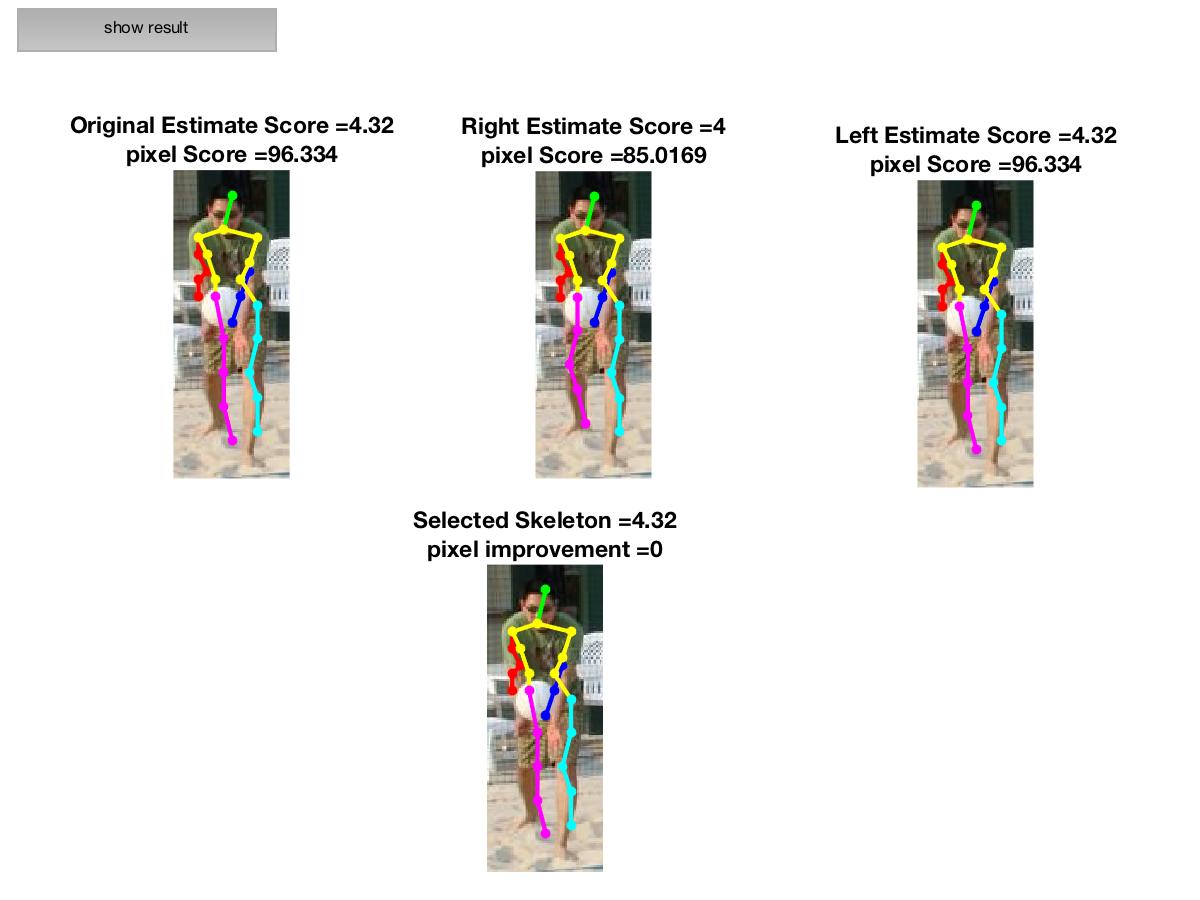 show result
Original Estimate Score =4.32
pixel Score =96.334
Right Estimate Score =4
pixel Score =85.0169
Left Estimate Score =4.32
pixel Score =96.334
Selected Skeleton =4.32
pixel improvement =0